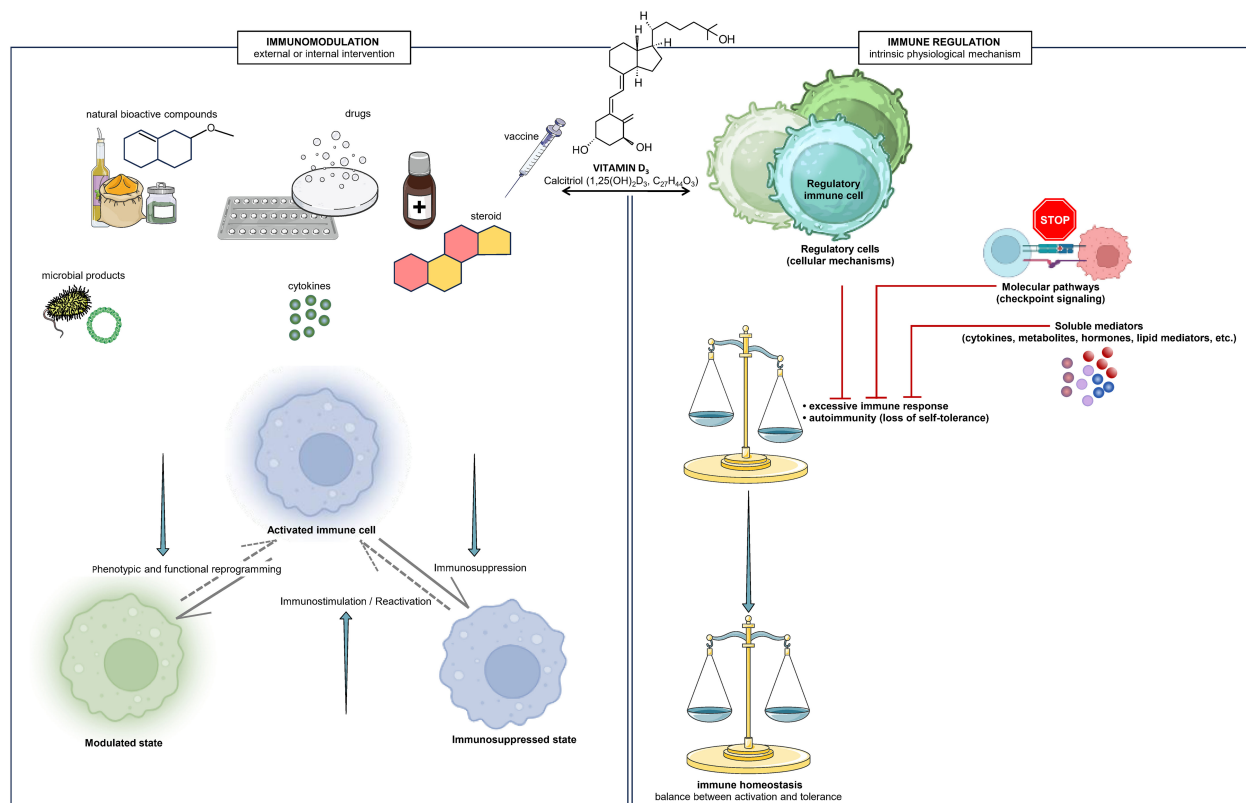 IMMUNOMODULATION
external or internal intervention
natural bioactive compounds
drugs
vaccine
steroid
microbial products
cytokines
H
H
OH
H
HO
OH
O
VITAMIN D₃
Calcitriol (1,25(OH)₂D₃, C₂₇H₄₄O₃)
Activated immune cell
Phenotypic and functional reprogramming
Immunosuppression
Immunostimulation / Reactivation
Modulated state
Immunosuppressed state
IMMUNE REGULATION
intrinsic physiological mechanism
Regulatory
immune cell
Regulatory cells
(cellular mechanisms)
STOP
Molecular pathways
(checkpoint signaling)
Soluble mediators
(cytokines, metabolites, hormones, lipid mediators, etc.)
• excessive immune response
• autoimmunity (loss of self-tolerance)
immune homeostasis
balance between activation and tolerance